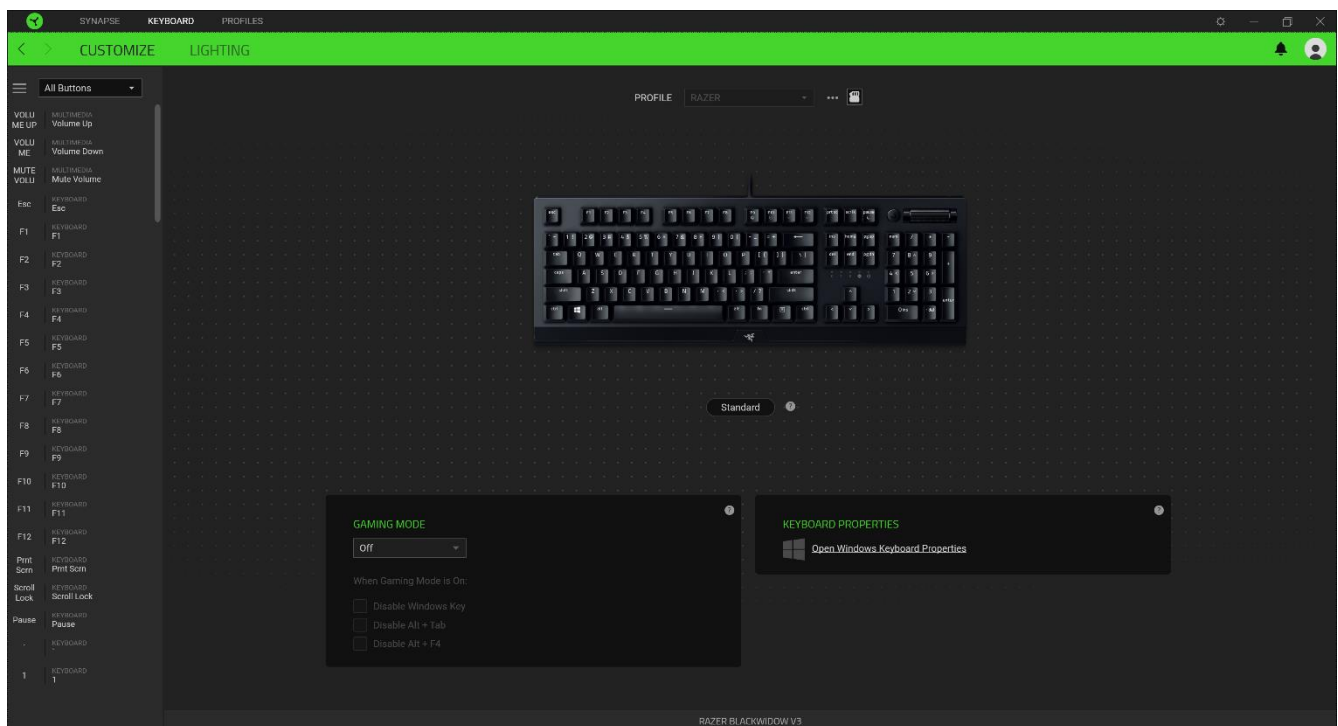 SYNAPSE KEYBOARD PROFILES
CUSTOMIZE LIGHTING
All Buttons
PROFILE RAZER
VOLU
ME UP
MULTIMEDIA
Volume Up
VOLU
ME
MULTIMEDIA
Volume Down
MUTE
VOLU
MULTIMEDIA
Mute Volume
Esc
KEYBOARD
Esc
F1
KEYBOARD
F1
F2
KEYBOARD
F2
F3
KEYBOARD
F3
F4
KEYBOARD
F4
F5
KEYBOARD
F5
F6
KEYBOARD
F6
F7
KEYBOARD
F7
F8
KEYBOARD
F8
F9
KEYBOARD
F9
F10
KEYBOARD
F10
F11
KEYBOARD
F11
F12
KEYBOARD
F12
Prnt
Scrn
KEYBOARD
Prnt Scrn
Scroll
Lock
KEYBOARD
Scroll Lock
Pause
KEYBOARD
Pause
`
KEYBOARD
`
1
KEYBOARD
1
Standard
GAMING MODE
Off
When Gaming Mode is On:
Disable Windows Key
Disable Alt + Tab
Disable Alt + F4
KEYBOARD PROPERTIES
Open Windows Keyboard Properties
RAZER BLACKWIDOW V3